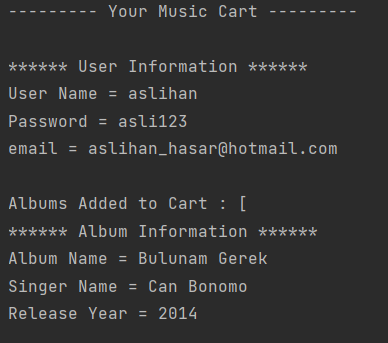 --------- Your Music Cart ---------
****** User Information ******
User Name = aslihan
Password = asli123
email = aslihan_hasar@hotmail.com
Albums Added to Cart : [
****** Album Information ******
Album Name = Bulunam Gerek
Singer Name = Can Bonomo
Release Year = 2014